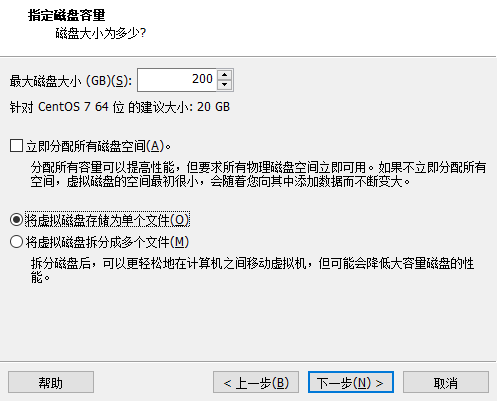 指定磁盘容量
磁盘大小为多少?
最大磁盘大小 (GB)(S): 200
针对 CentOS 7 64 位 的建议大小: 20 GB
立即分配所有磁盘空间(A)。
分配所有容量可以提高性能，但要求所有物理磁盘空间立即可用。如果不立即分配所有
空间，虚拟磁盘的空间最初很小，会随着您向其中添加数据而不断变大。
将虚拟磁盘存储为单个文件(O)
将虚拟磁盘拆分成多个文件(M)
拆分磁盘后，可以更轻松地在计算机之间移动虚拟机，但可能会降低大容量磁盘的性
能。
帮助 < 上一步(B) 下一步(N) > 取消